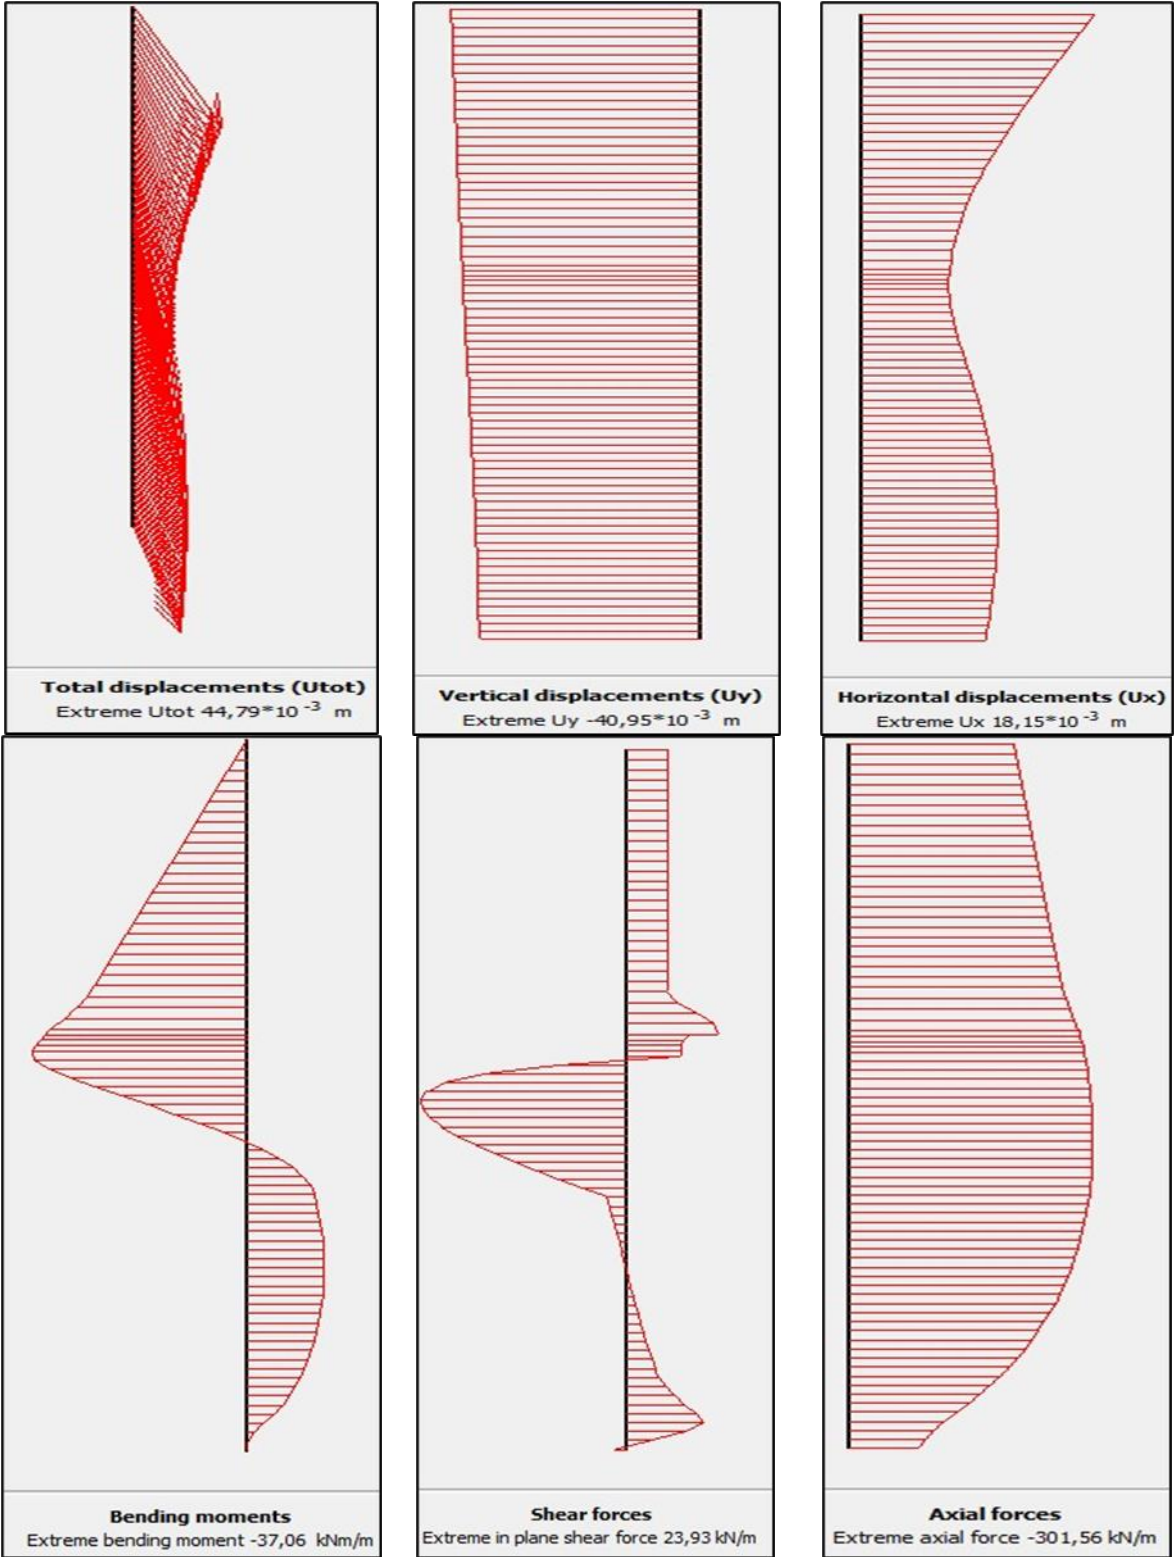 Total displacements (Utot)
Extreme Utot 44,79*10 -3 m
Vertical displacements (Uy)
Extreme Uy -40,95*10 -3 m
Horizontal displacements (Ux)
Extreme Ux 18,15*10 -3 m
Bending moments
Extreme bending moment -37,06 kNm/m
Shear forces
Extreme in plane shear force 23,93 kN/m
Axial forces
Extreme axial force -301,56 kN/m